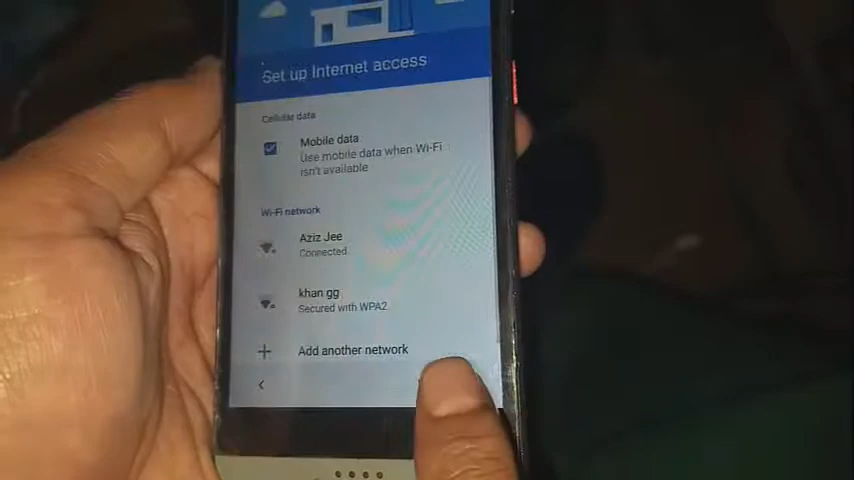 Set up Internet access
Cellular data
Mobile data
Use mobile data when Wi-Fi
isn't available
Wi-Fi network
Aziz Jee
Connected
khan gg
Secured with WPA2
Add another network